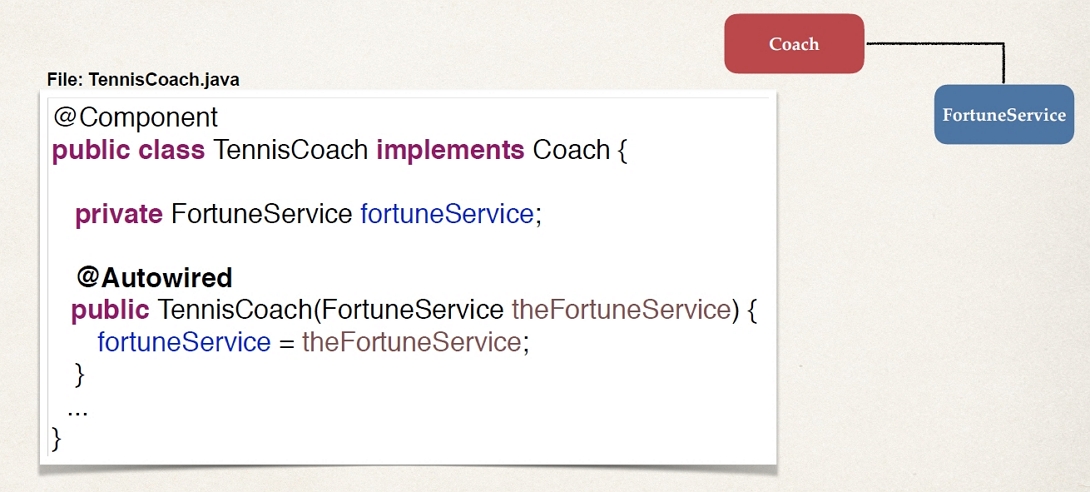 Coach
FortuneService
File: TennisCoach.java
@Component
public class TennisCoach implements Coach {
private FortuneService fortuneService;
@Autowired
public TennisCoach(FortuneService theFortuneService) {
fortuneService = theFortuneService;
}
...
}